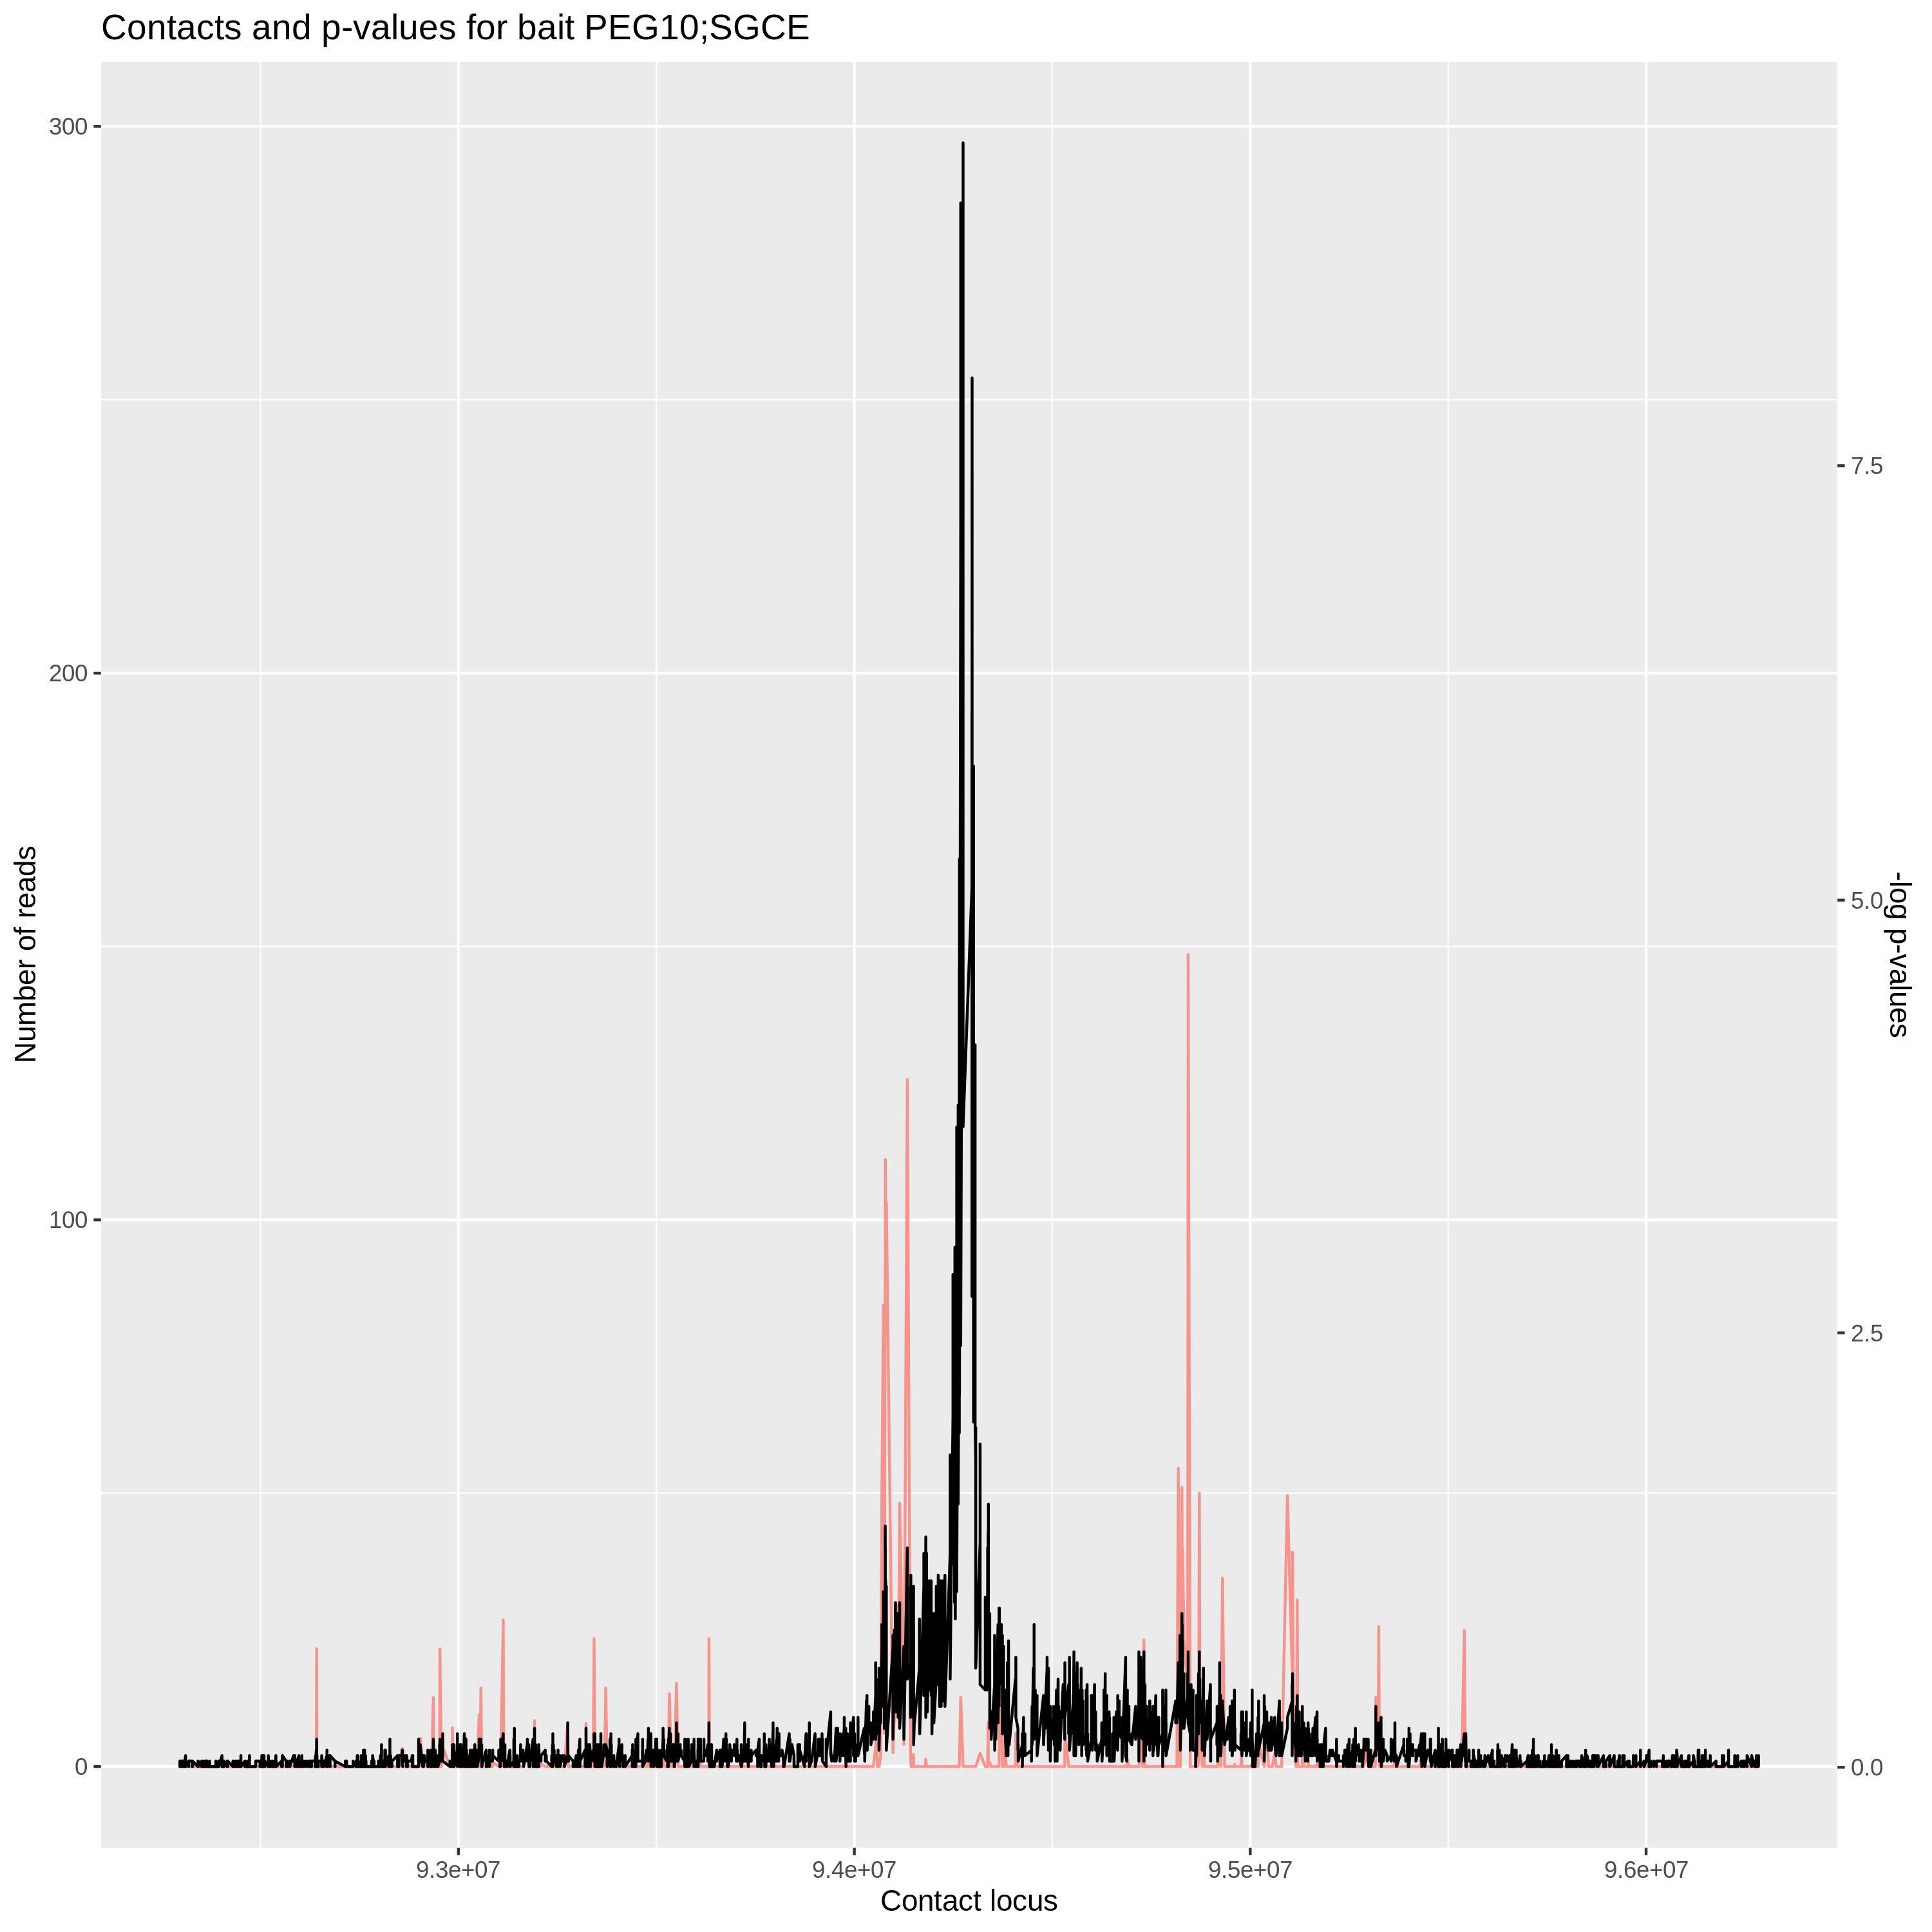 Contacts and p-values for bait PEG10;SGCE
300
200
100
0
Number of reads
7.5
5.0
2.5
0.0
-log p-values
9.3e+07
9.4e+07
9.5e+07
9.6e+07
Contact locus